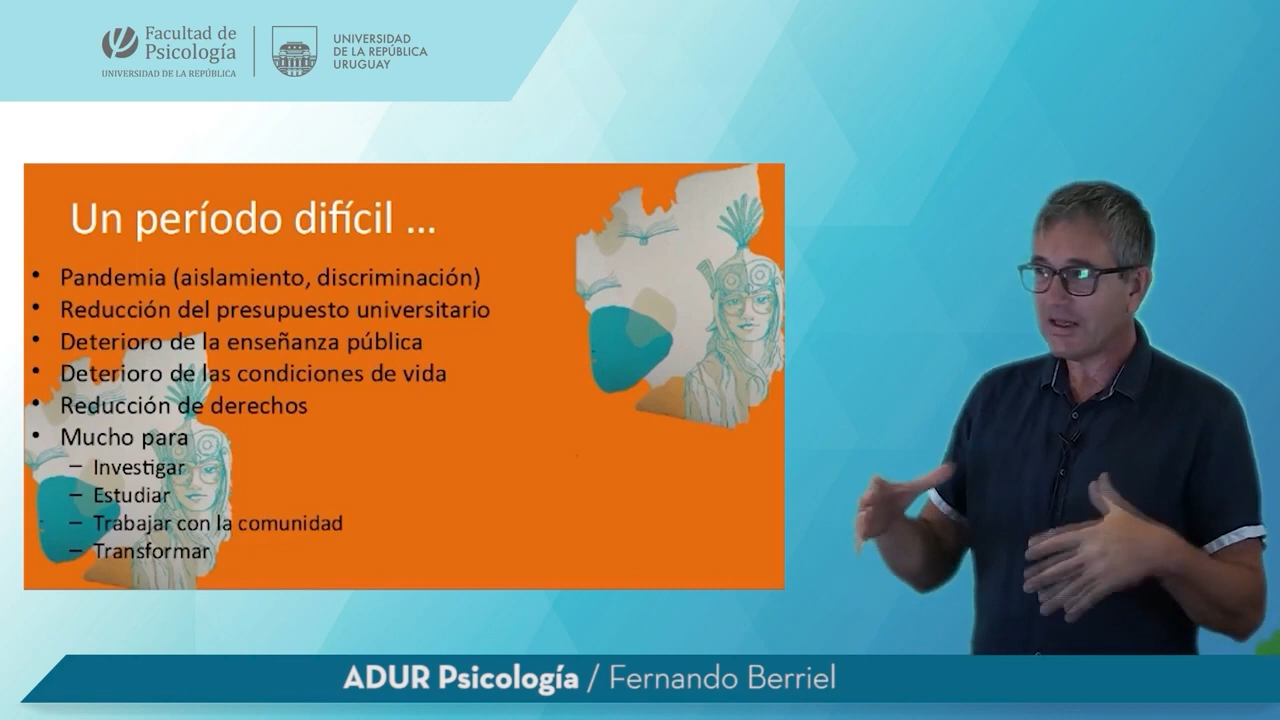 Facultad de
Psicología
UNIVERSIDAD DE LA REPÚBLICA
UNIVERSIDAD
DE LA REPÚBLICA
URUGUAY
Un período difícil ...
• Pandemia (aislamiento, discriminación)
• Reducción del presupuesto universitario
• Deterioro de la enseñanza pública
• Deterioro de las condiciones de vida
• Reducción de derechos
• Mucho para
– Investigar
– Estudiar
– Trabajar con la comunidad
– Transformar
ADUR Psicología / Fernando Berriel